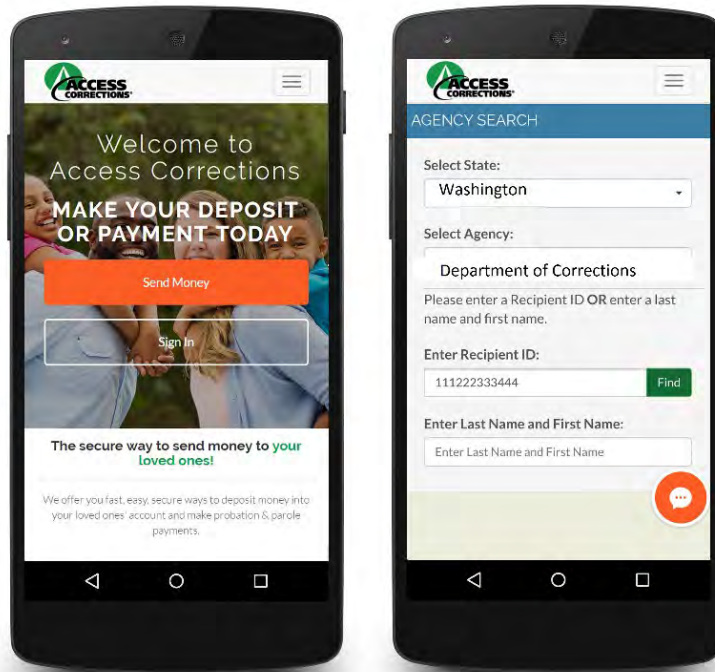 ACCESS
CORRECTIONS®
Welcome to
Access Corrections
MAKE YOUR DEPOSIT
OR PAYMENT TODAY
Send Money
Sign In
The secure way to send money to your
loved ones!
We offer you fast, easy, secure ways to deposit money into
your loved ones' account and make probation & parole
payments.
ACCESS
CORRECTIONS®
AGENCY SEARCH
Select State:
Washington
Select Agency:
Department of Corrections
Please enter a Recipient ID OR enter a last
name and first name.
Enter Recipient ID:
111222333444
Find
Enter Last Name and First Name:
Enter Last Name and First Name